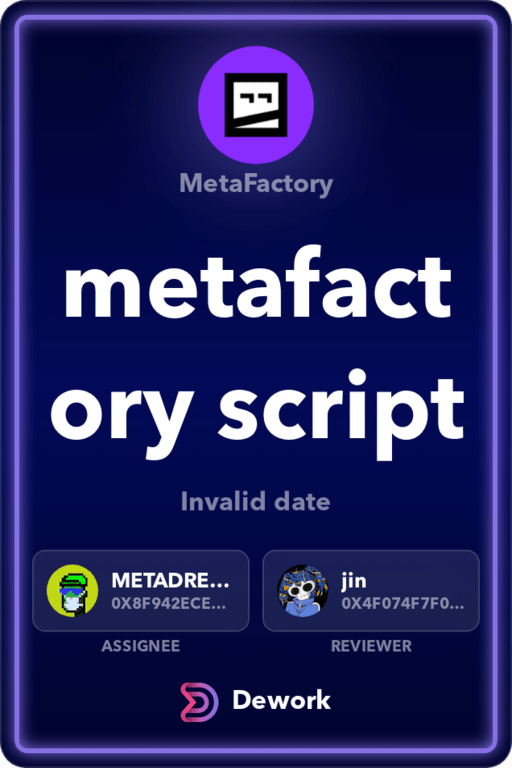 MetaFactory
metafact
ory script
Invalid date
METADRE...
0X8F942ECE...
ASSIGNEE
jin
0X4F074F7F0...
REVIEWER
Dework